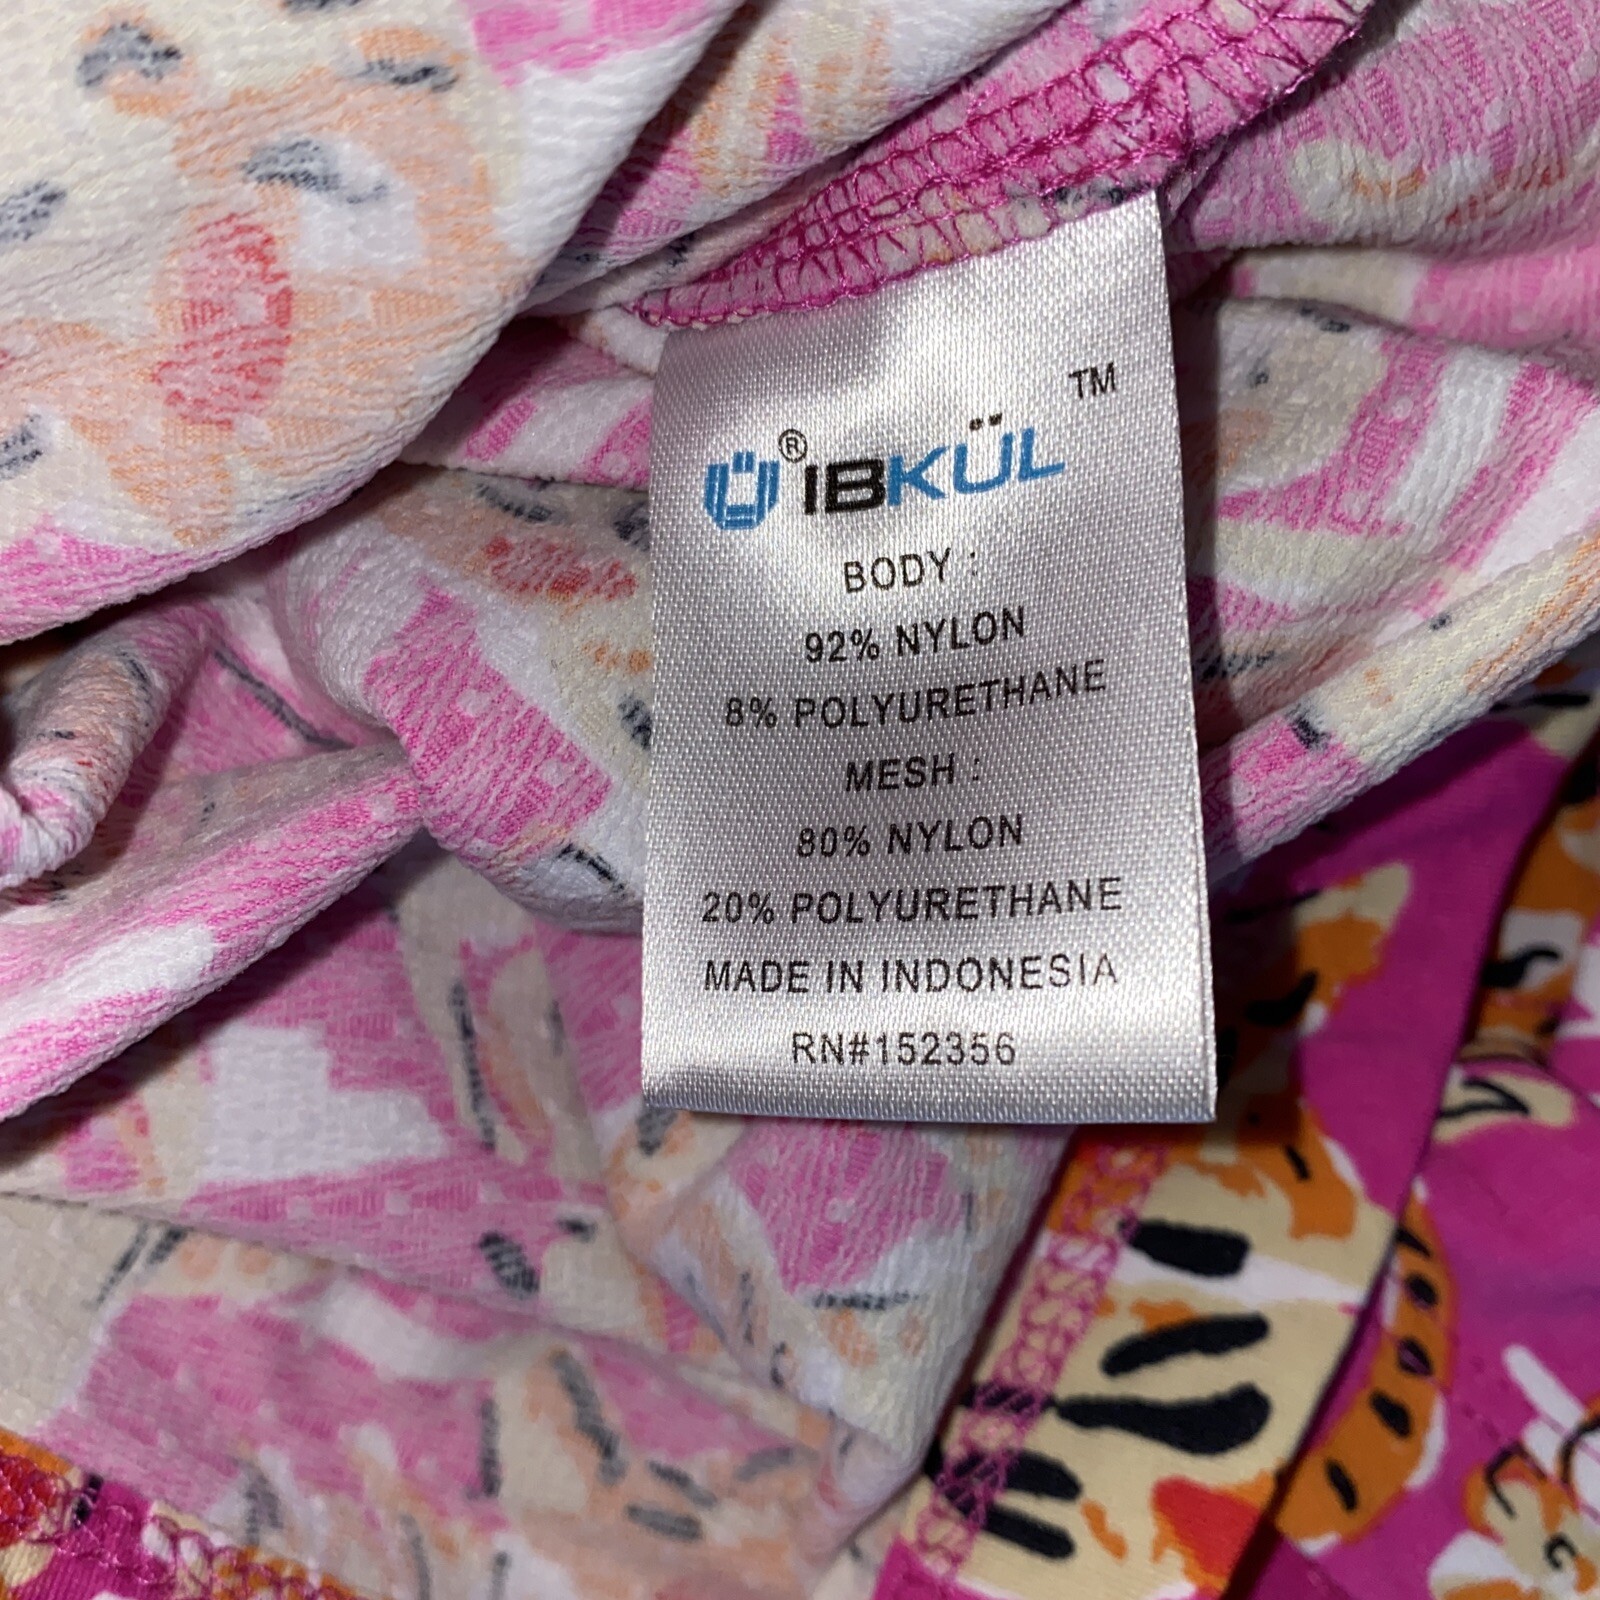 Ü® IBKÜL ™
BODY :
92% NYLON
8% POLYURETHANE
MESH :
80% NYLON
20% POLYURETHANE
MADE IN INDONESIA
RN#152356